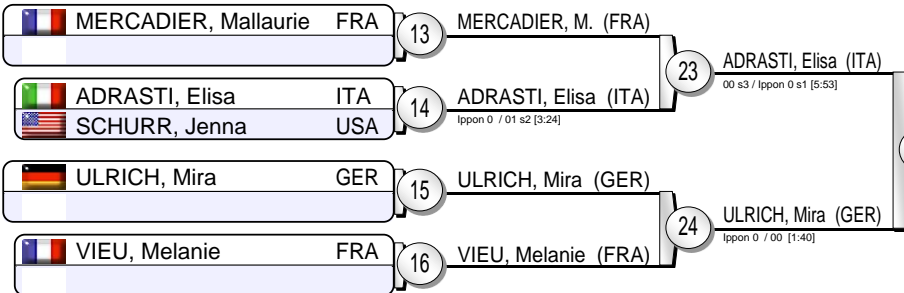 MERCADIER, Mallaurie FRA
13
MERCADIER, M. (FRA)
ADRASTI, Elisa ITA
SCHURR, Jenna USA
14
ADRASTI, Elisa (ITA)
Ippon 0 / 01 s2 [3:24]
23
ADRASTI, Elisa (ITA)
00 s3 / Ippon 0 s1 [5:53]
ULRICH, Mira GER
15
ULRICH, Mira (GER)
VIEU, Melanie FRA
16
VIEU, Melanie (FRA)
24
ULRICH, Mira (GER)
Ippon 0 / 00 [1:40]